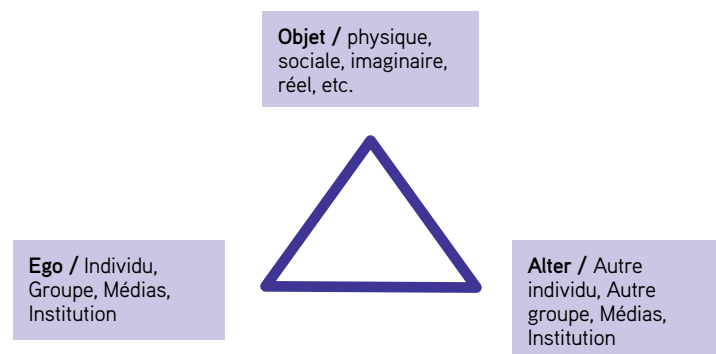 Objet / physique,
sociale, imaginaire,
réel, etc.
Ego / Individu,
Groupe, Médias,
Institution
Alter / Autre
individu, Autre
groupe, Médias,
Institution